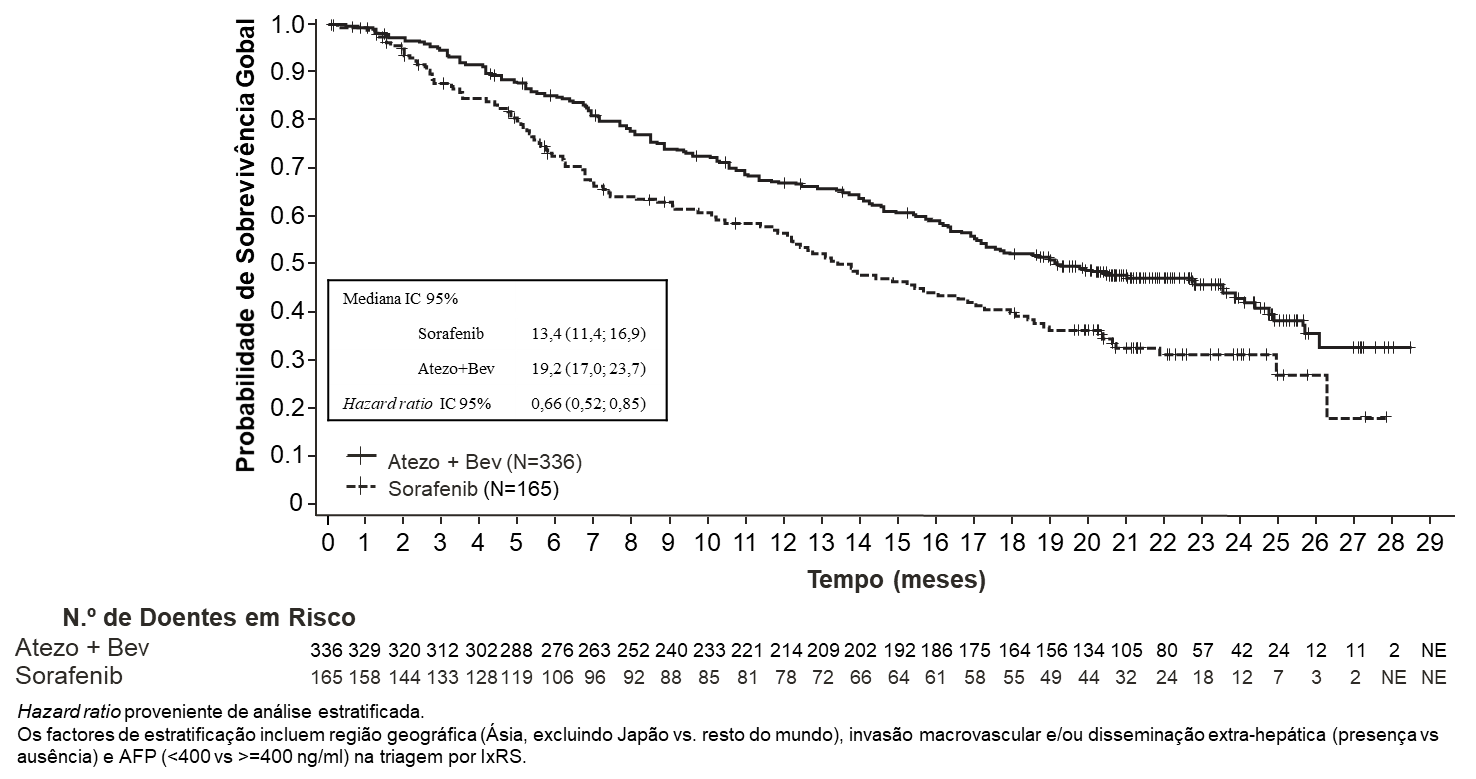 Probabilidade de Sobrevivência Gobal
1.0
0.9
0.8
0.7
0.6
0.5
0.4
0.3
0.2
0.1
0
Mediana IC 95%
Sorafenib 13,4 (11,4; 16,9)
Atezo+Bev 19,2 (17,0; 23,7)
Hazard ratio IC 95% 0,66 (0,52; 0,85)
Atezo + Bev (N=336)
Sorafenib (N=165)
0 1 2 3 4 5 6 7 8 9 10 11 12 13 14 15 16 17 18 19 20 21 22 23 24 25 26 27 28 29
Tempo (meses)
N.º de Doentes em Risco
Atezo + Bev 336 329 320 312 302 288 276 263 252 240 233 221 214 209 202 192 186 175 164 156 134 105 80 57 42 24 12 11 2 NE
Sorafenib 165 158 144 133 128 119 106 96 92 88 85 81 78 72 66 64 61 58 55 49 44 32 24 18 12 7 3 2 NE NE
Hazard ratio proveniente de análise estratificada.
Os factores de estratificação incluem região geográfica (Ásia, excluindo Japão vs. resto do mundo), invasão macrovascular e/ou disseminação extra-hepática (presença vs
ausência) e AFP (<400 vs >=400 ng/ml) na triagem por IxRS.